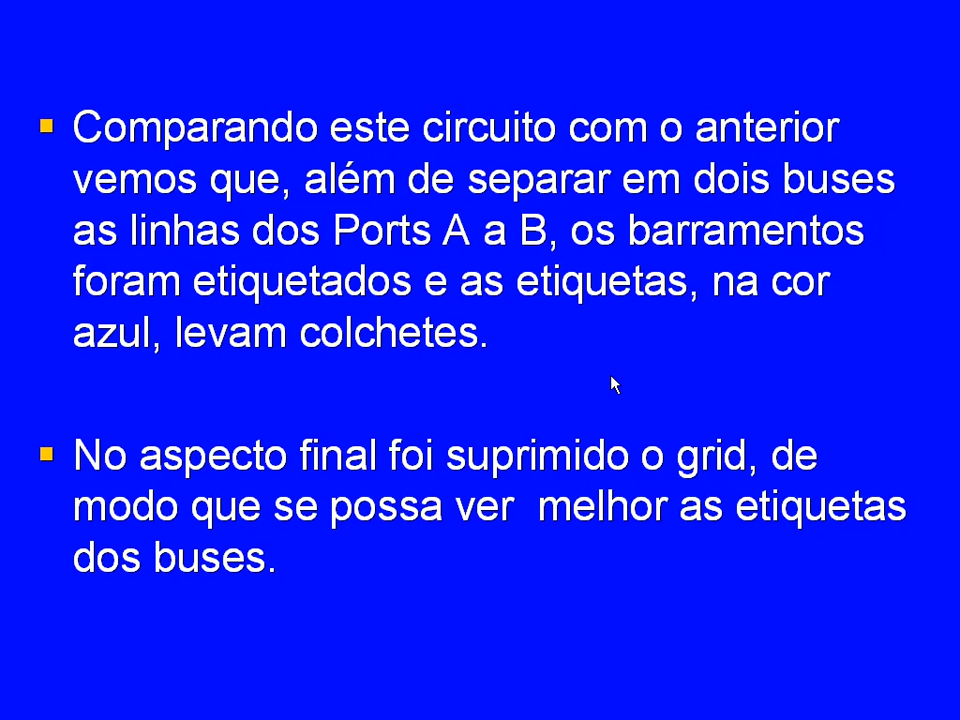 Comparando este circuito com o anterior
vemos que, além de separar em dois buses
as linhas dos Ports A a B, os barramentos
foram etiquetados e as etiquetas, na cor
azul, levam colchetes.
No aspecto final foi suprimido o grid, de
modo que se possa ver  melhor as etiquetas
dos buses.